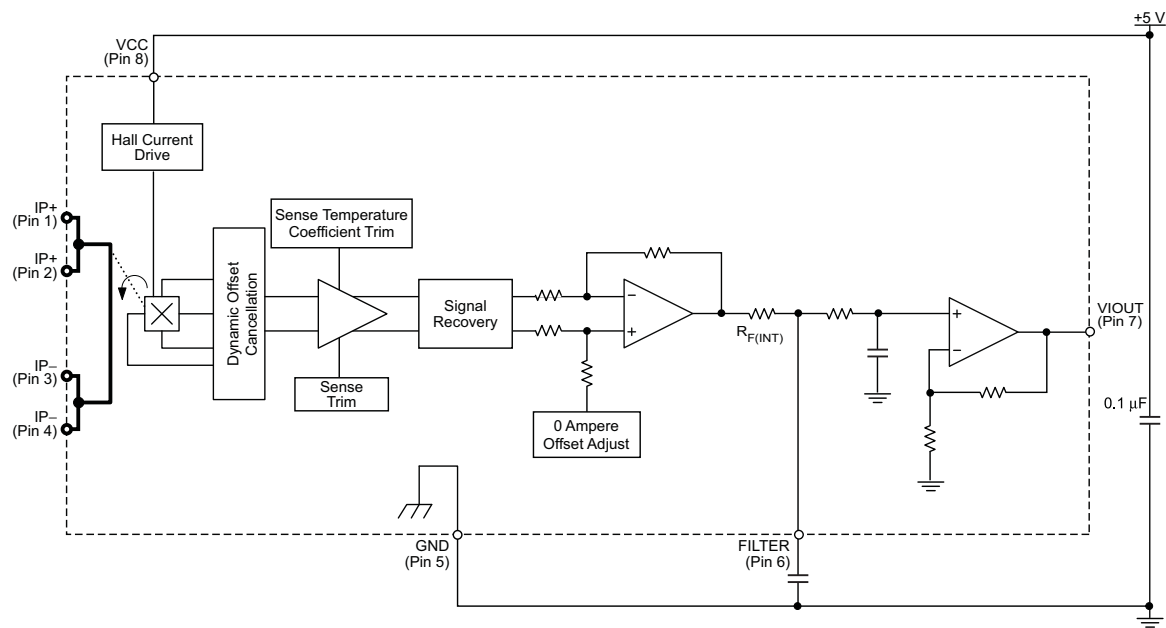 +5 V
VCC
(Pin 8)
Hall Current
Drive
IP+
(Pin 1)
IP+
(Pin 2)
IP–
(Pin 3)
IP–
(Pin 4)
Dynamic Offset
Cancellation
Sense Temperature
Coefficient Trim
Sense
Trim
Signal
Recovery
0 Ampere
Offset Adjust
–
+
RF(INT)
+
–
VIOUT
(Pin 7)
0.1 µF
GND
(Pin 5)
FILTER
(Pin 6)